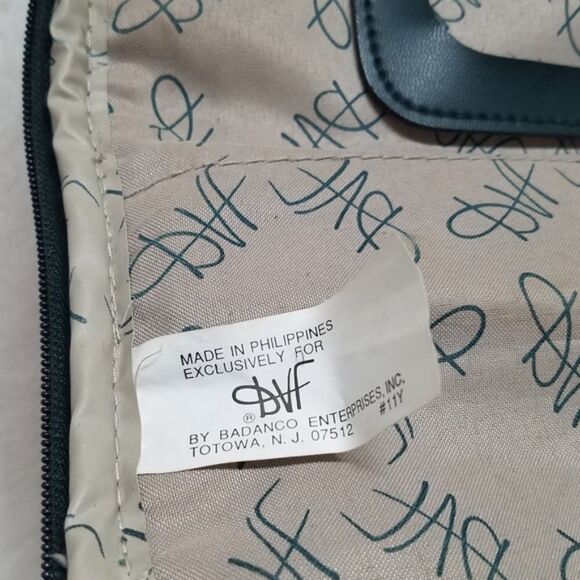 MADE IN PHILIPPINES
EXCLUSIVELY FOR
DVF
®
BY BADANCO ENTERPRISES, INC.
TOTOWA, N. J. 07512
#11Y